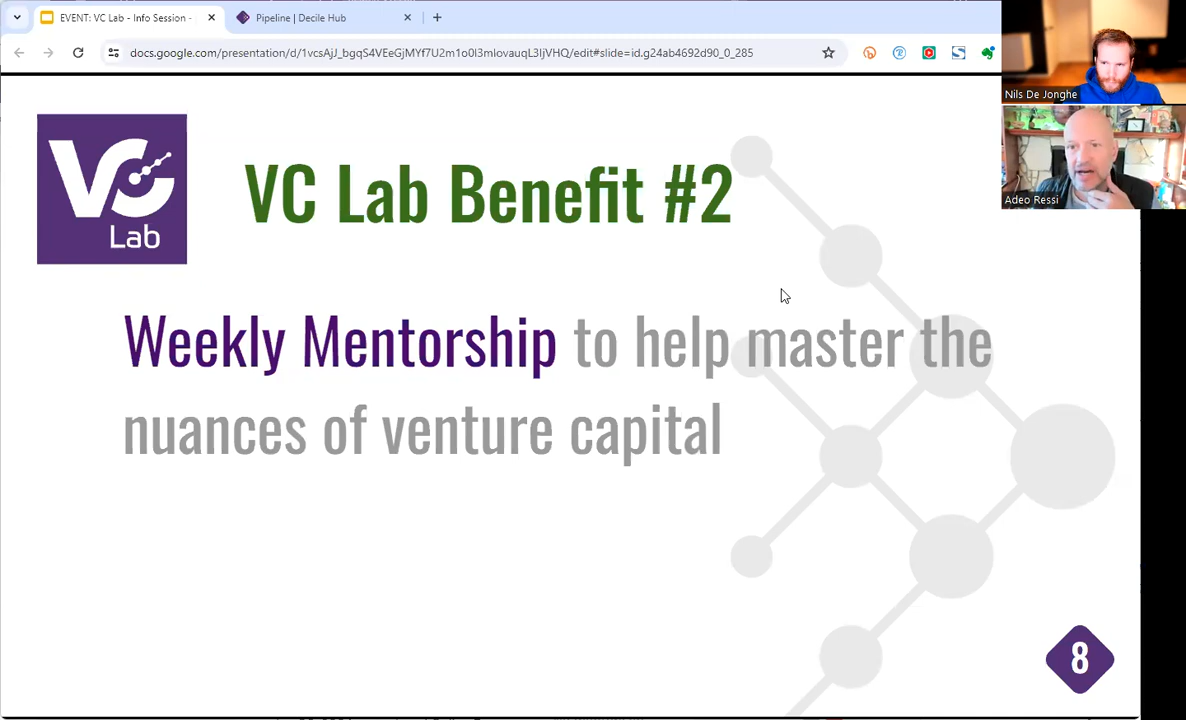 EVENT: VC Lab - Info Session -
Pipeline | Decile Hub
docs.google.com/presentation/d/1vcsAjJ_bgqS4VEeGiMYf7U2m1o0l3mIovauqL3IjVHQ/edit#slide=id.g24ab4692d90_0_285
Nils De Jonghe
Adeo Ressi
VC
Lab
VC Lab Benefit #2
Weekly Mentorship to help master the
nuances of venture capital
8